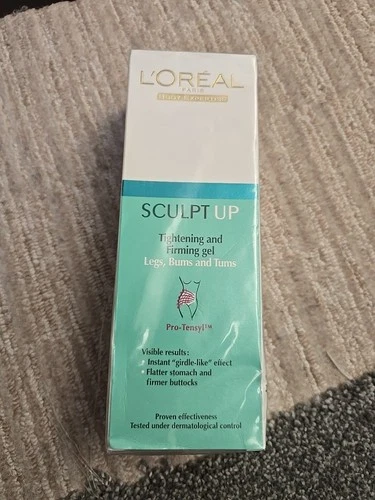 L'ORÉAL
PARIS
SCULPT UP
Tightening and
Firming gel
Legs, Bums and Tums
Pro-Tensyl™
Visible results:
• Instant "girdle-like" effect
• Flatter stomach and
firmer buttocks
Proven effectiveness
Tested under dermatological control